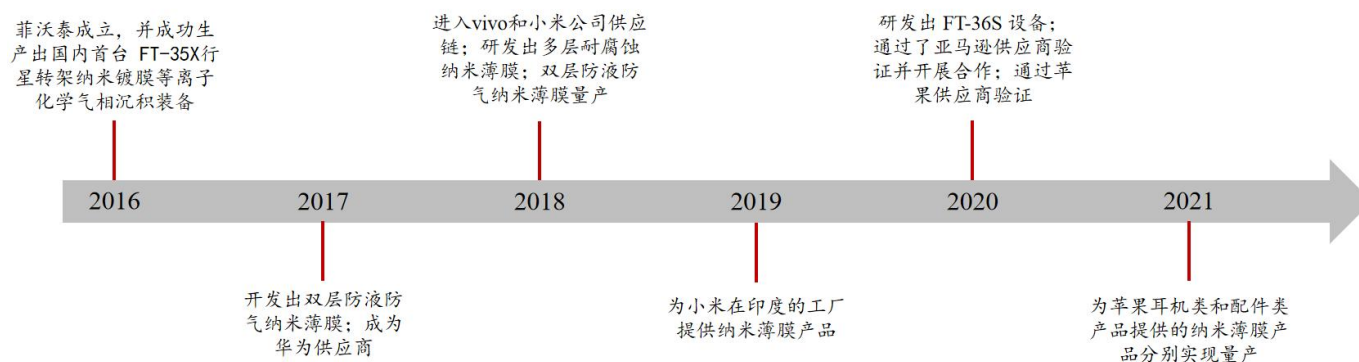 菲沃泰成立，并成功生
产出国内首台 FT-35X行
星转架纳米镀膜等离子
化学气相沉积装备
进入vivo和小米公司供应
链；研发出多层耐腐蚀
纳米薄膜；双层防液防
气纳米薄膜量产
研发出 FT-36S 设备；
通过了亚马逊供应商验
证并开展合作；通过苹
果供应商验证
2016
2017
2018
2019
2020
2021
开发出双层防液防
气纳米薄膜；成为
华为供应商
为小米在印度的工厂
提供纳米薄膜产品
为苹果耳机类和配件类
产品提供的纳米薄膜产
品分别实现量产